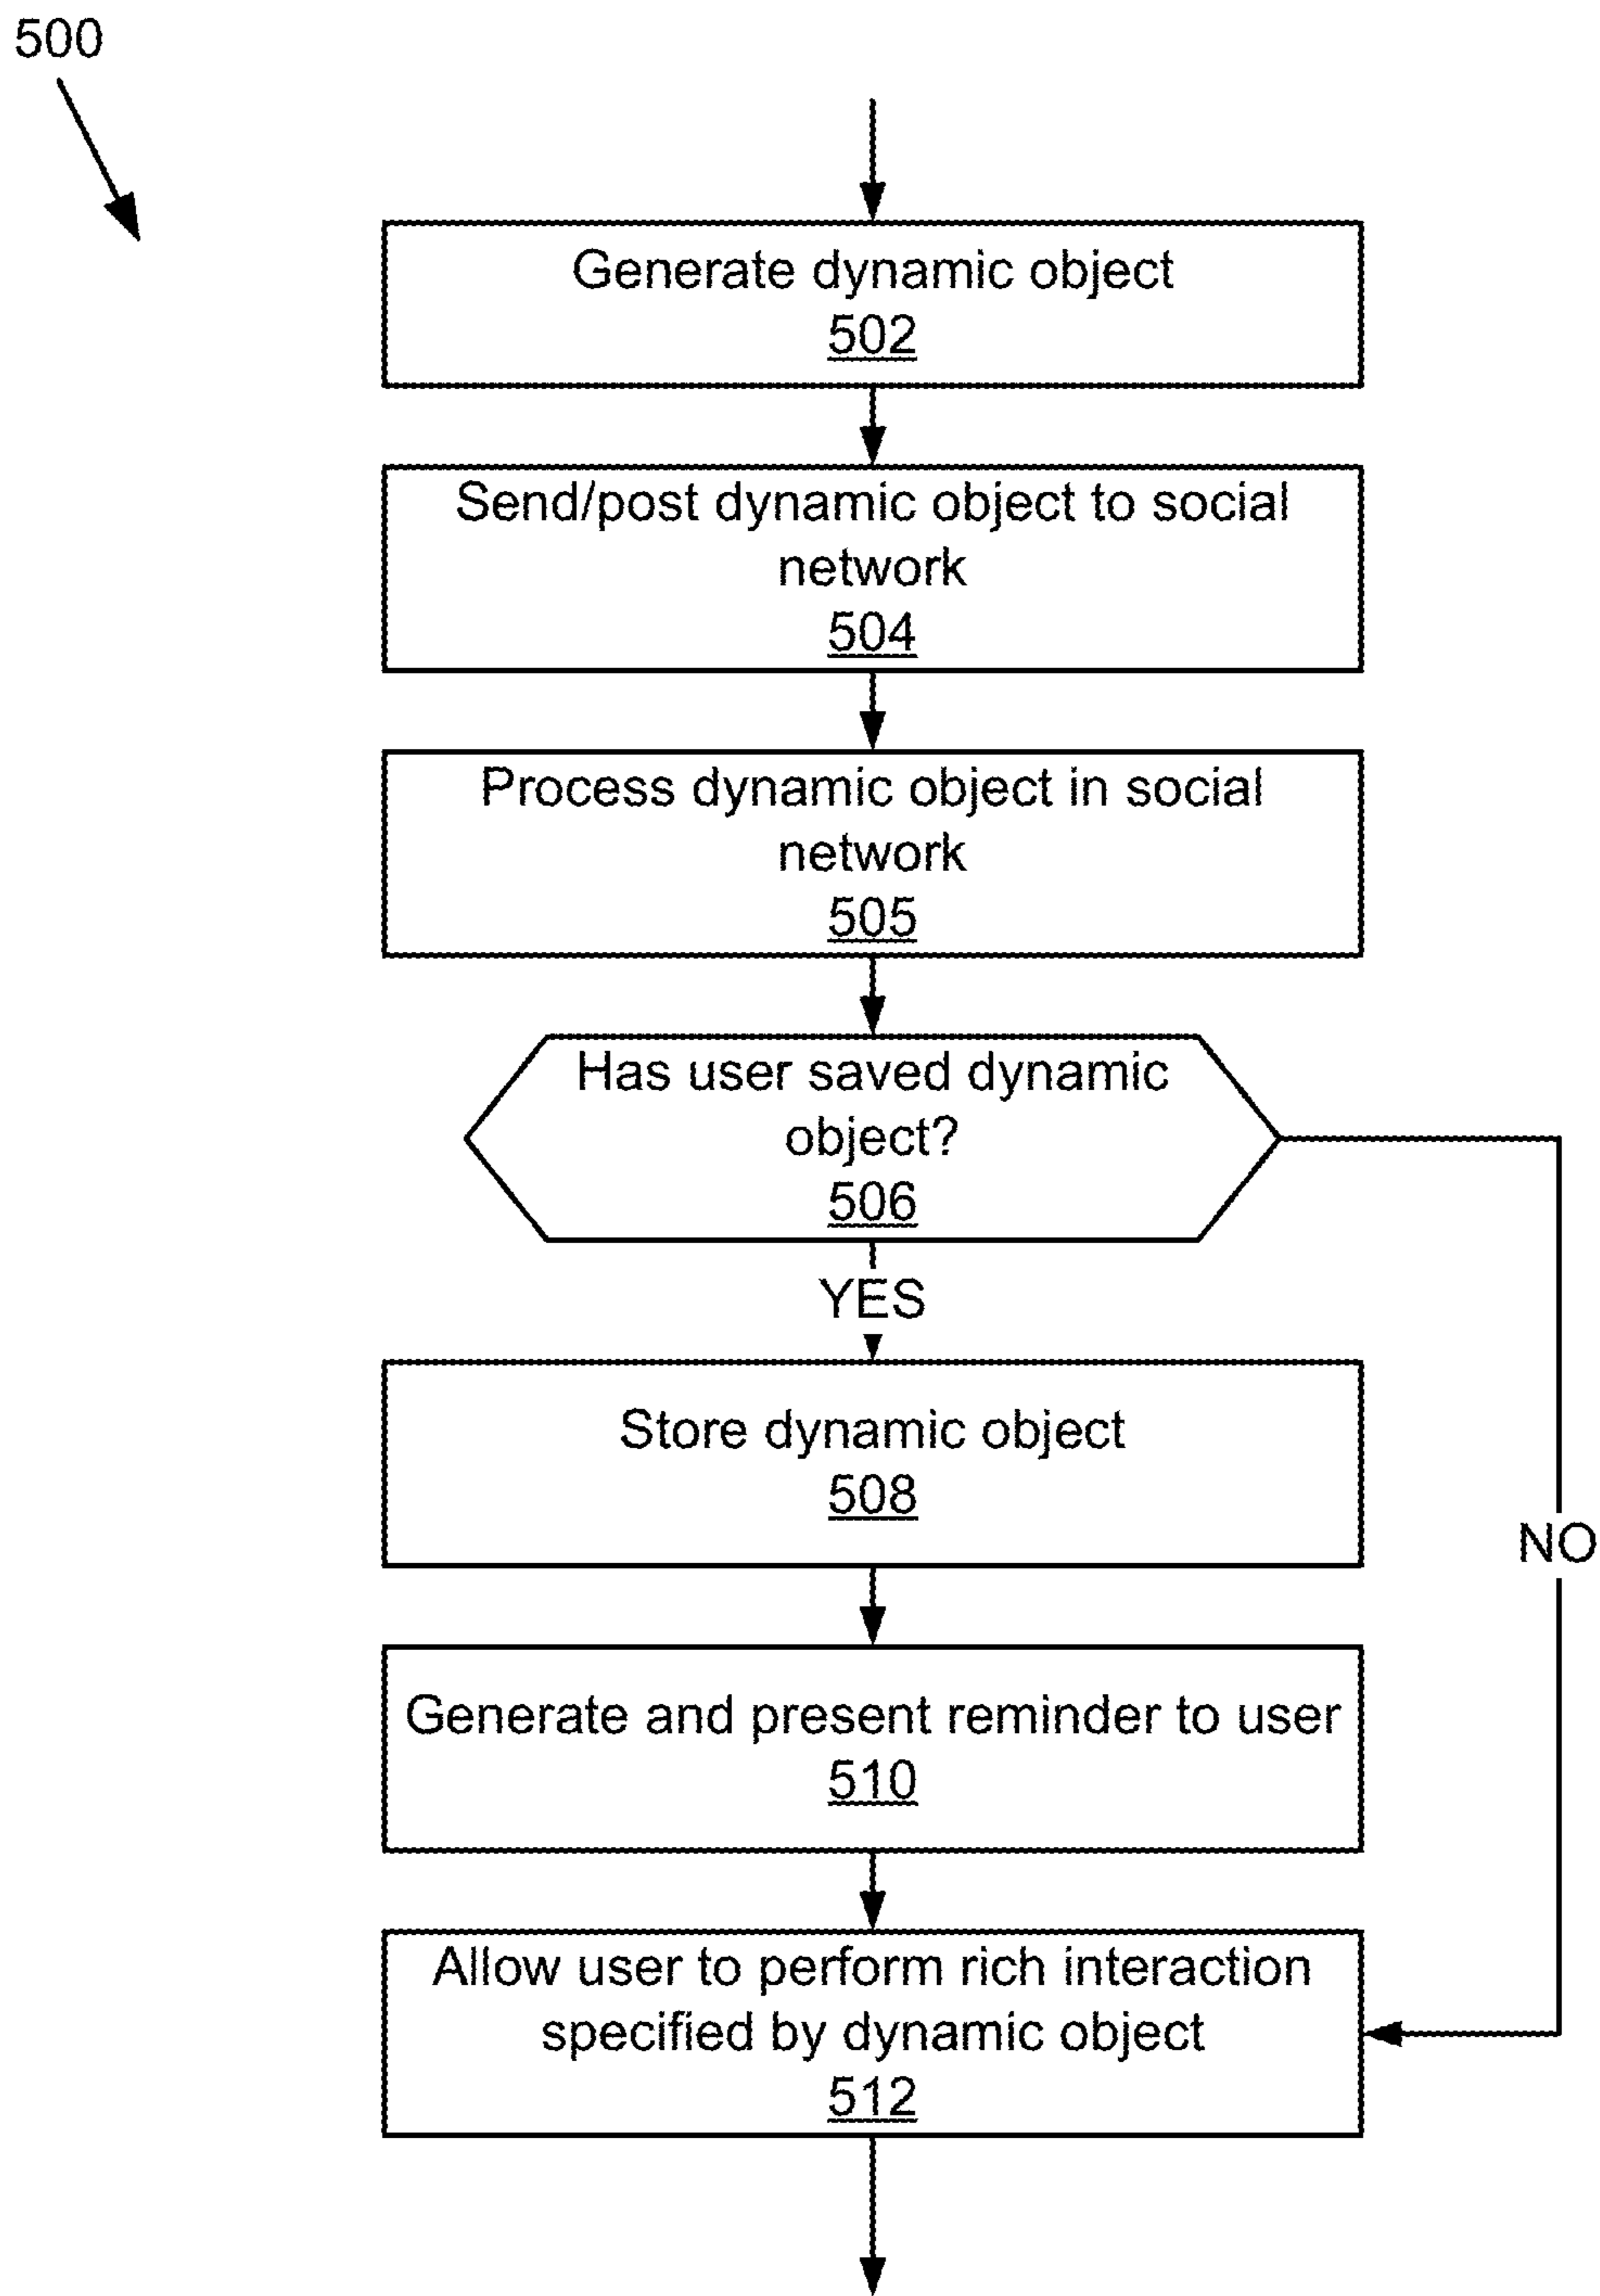 500
Generate dynamic object
502
Send/post dynamic object to social
network
504
Process dynamic object in social
network
505
Has user saved dynamic
object?
506
YES
Store dynamic object
508
NO
Generate and present reminder to user
510
Allow user to perform rich interaction
specified by dynamic object
512